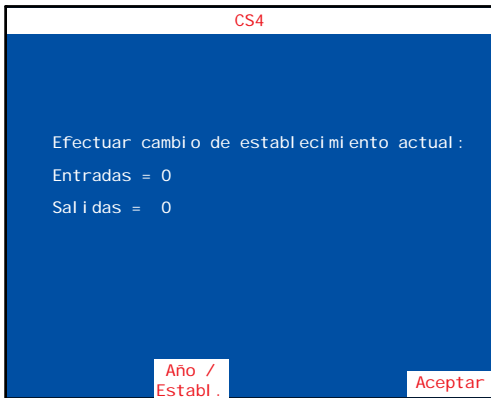 CS4
Efectuar cambio de establecimiento actual:
Entradas = 0
Salidas = 0
Año /
Establ.
Aceptar